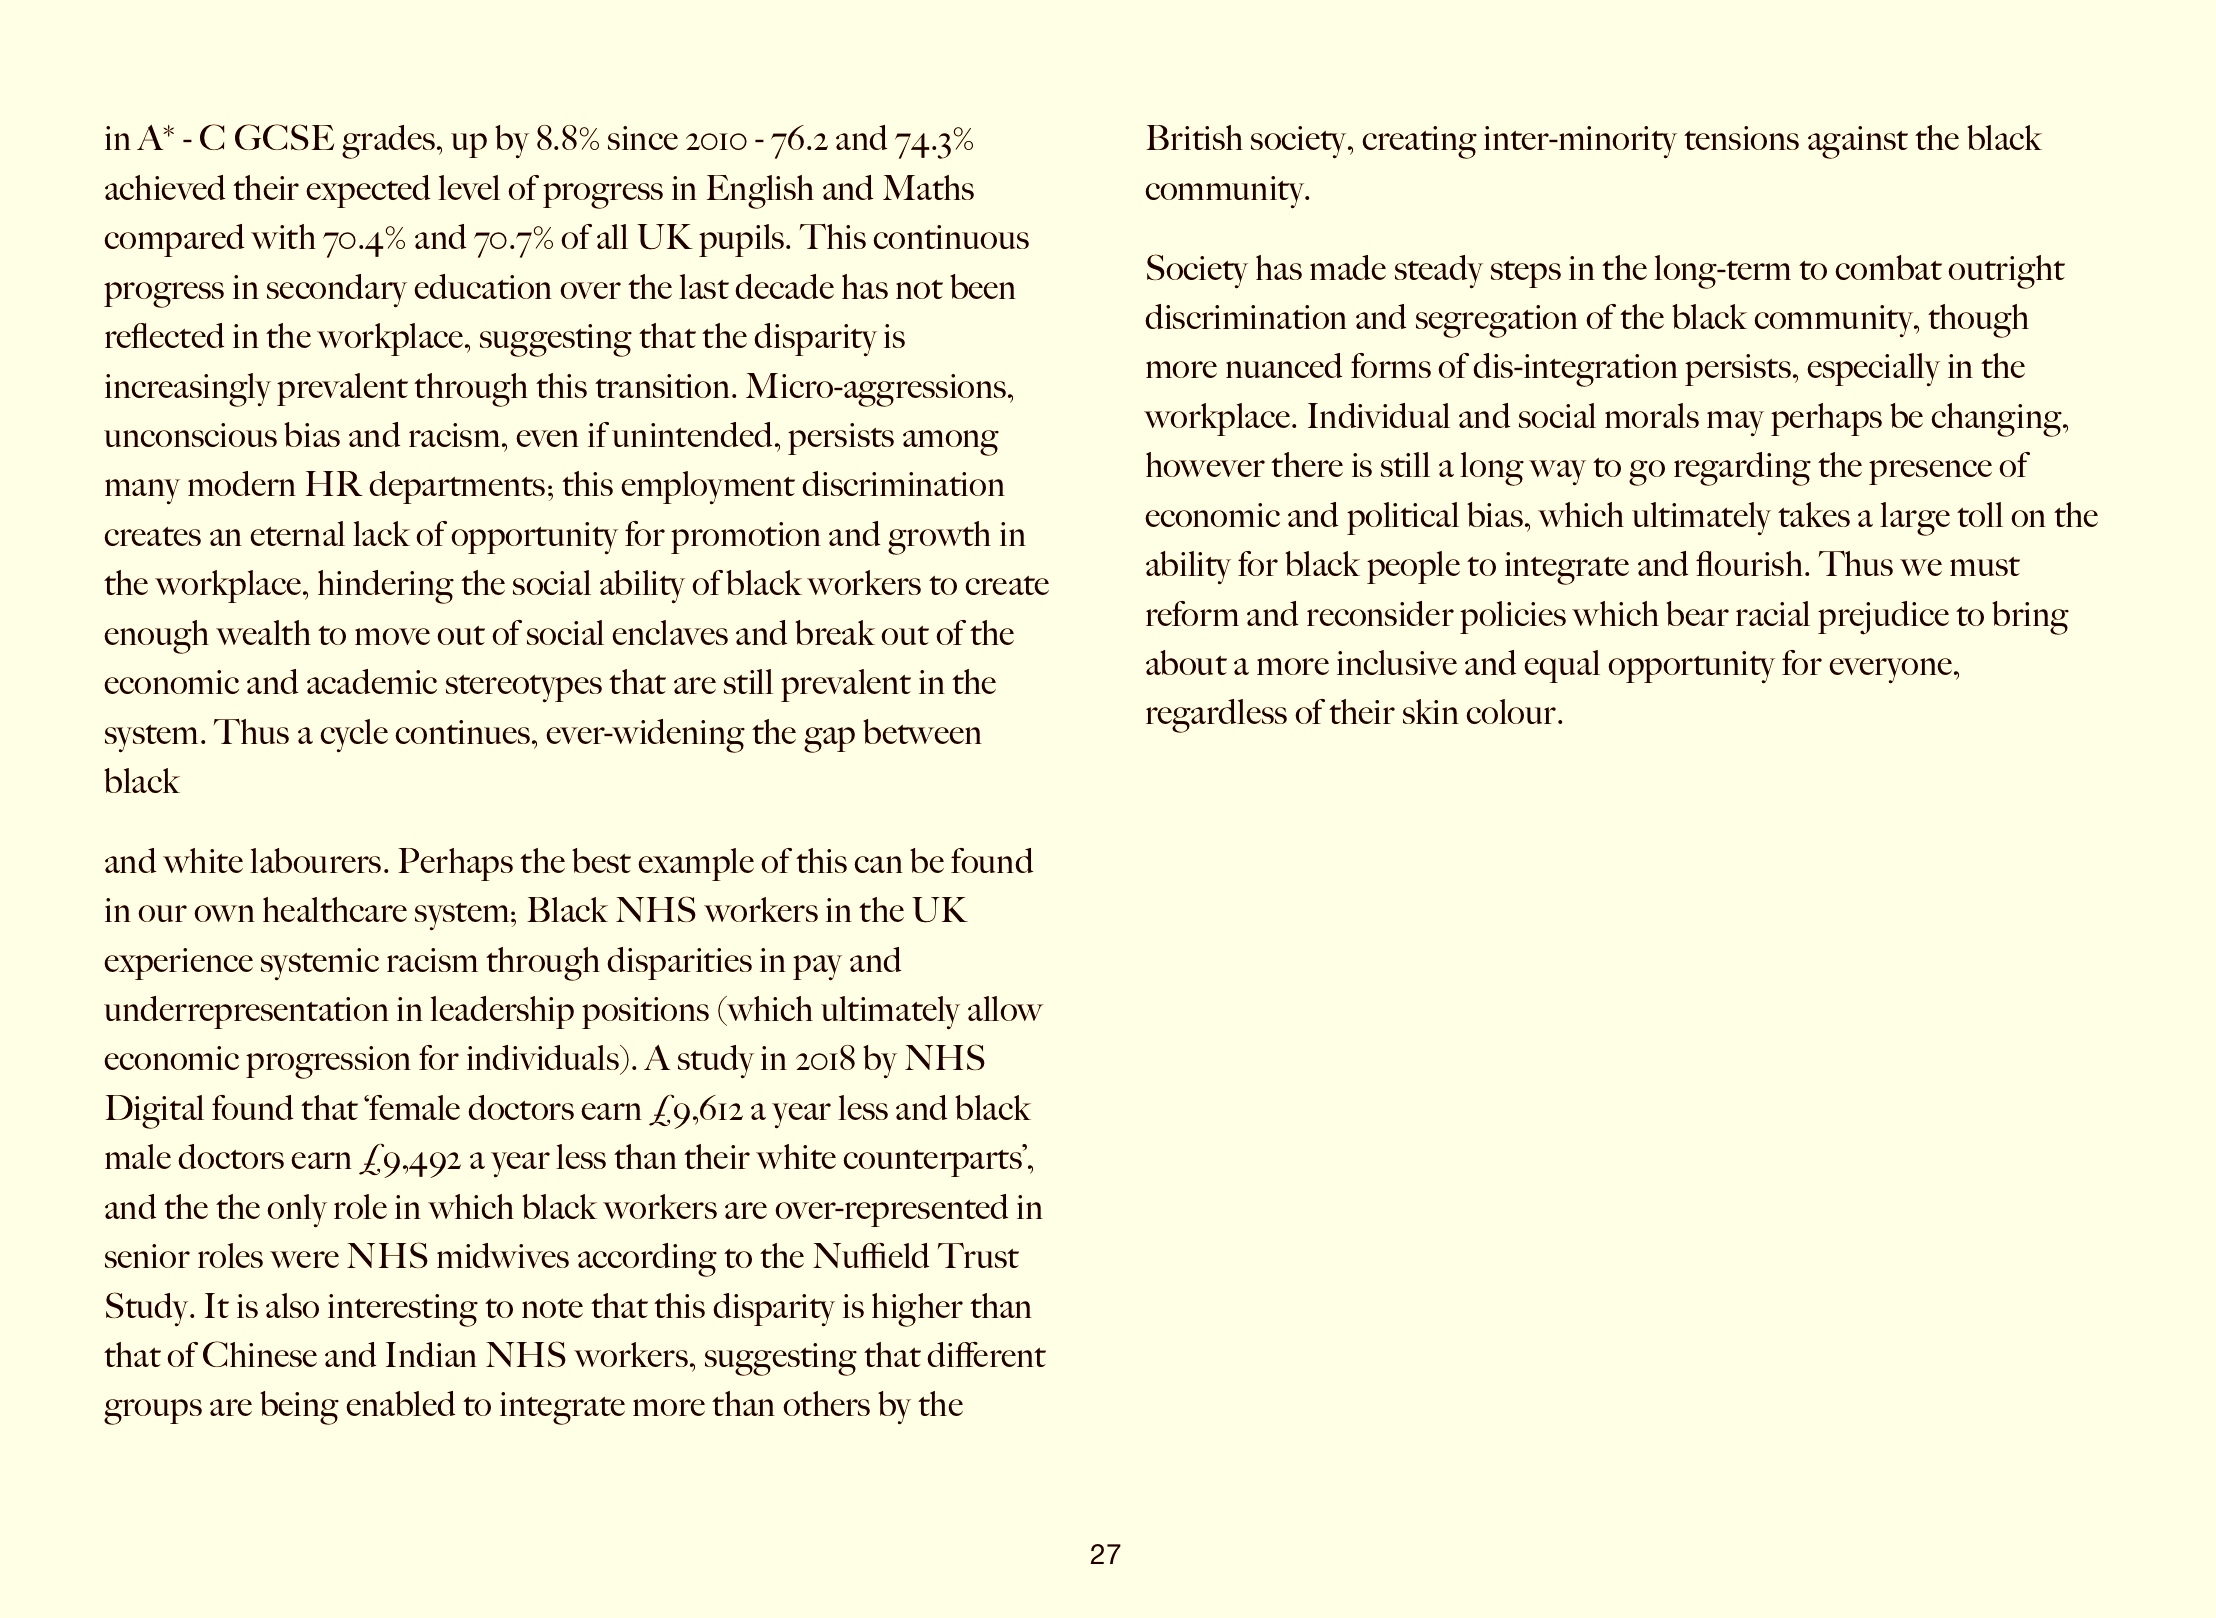 in A* - C GCSE grades, up by 8.8% since 2010 - 76.2 and 74.3%
achieved their expected level of progress in English and Maths
compared with 70.4% and 70.7% of all UK pupils. This continuous
progress in secondary education over the last decade has not been
reflected in the workplace, suggesting that the disparity is
increasingly prevalent through this transition. Micro-aggressions,
unconscious bias and racism, even if unintended, persists among
many modern HR departments; this employment discrimination
creates an eternal lack of opportunity for promotion and growth in
the workplace, hindering the social ability of black workers to create
enough wealth to move out of social enclaves and break out of the
economic and academic stereotypes that are still prevalent in the
system. Thus a cycle continues, ever-widening the gap between
black
and white labourers. Perhaps the best example of this can be found
in our own healthcare system; Black NHS workers in the UK
experience systemic racism through disparities in pay and
underrepresentation in leadership positions (which ultimately allow
economic progression for individuals). A study in 2018 by NHS
Digital found that ‘female doctors earn £9,612 a year less and black
male doctors earn £9,492 a year less than their white counterparts’,
and the the only role in which black workers are over-represented in
senior roles were NHS midwives according to the Nuffield Trust
Study. It is also interesting to note that this disparity is higher than
that of Chinese and Indian NHS workers, suggesting that different
groups are being enabled to integrate more than others by the
British society, creating inter-minority tensions against the black
community.
Society has made steady steps in the long-term to combat outright
discrimination and segregation of the black community, though
more nuanced forms of dis-integration persists, especially in the
workplace. Individual and social morals may perhaps be changing,
however there is still a long way to go regarding the presence of
economic and political bias, which ultimately takes a large toll on the
ability for black people to integrate and flourish. Thus we must
reform and reconsider policies which bear racial prejudice to bring
about a more inclusive and equal opportunity for everyone,
regardless of their skin colour.
27